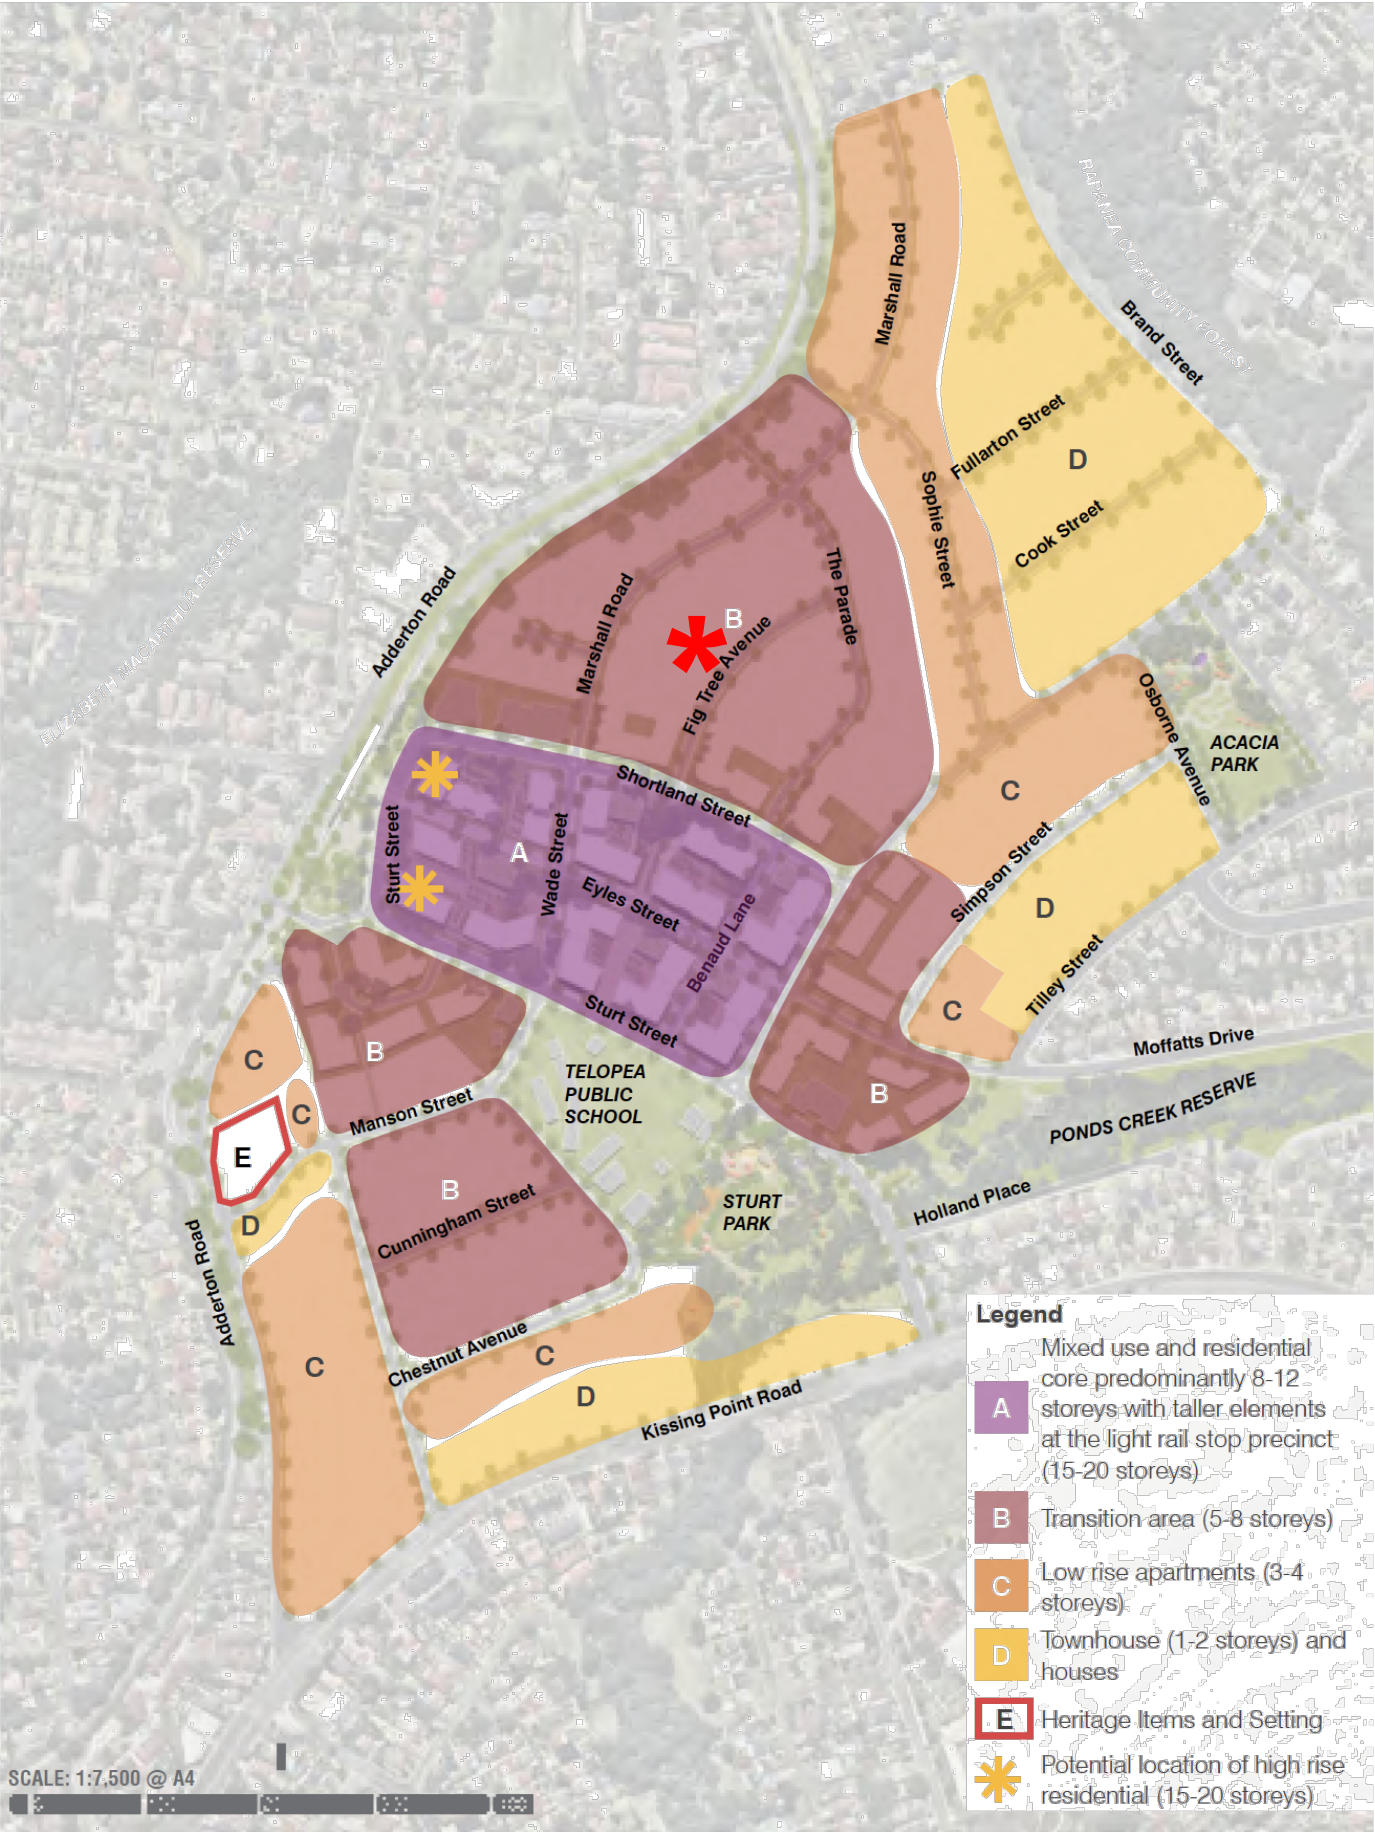 RAPANEA COMMUNITY FOREST
Marshall Road
Brand Street
Fullarton Street
D
Sophie Street
Cook Street
ELIZABETH MACARTHUR RESERVE
Adderton Road
Marshall Road
The Parade
B
Fig Tree Avenue
Osborne Avenue
ACACIA
PARK
Shortland Street
C
Sturt Street
A
Wade Street
Eyles Street
Benaud Lane
Simpson Street
D
Tilley Street
C
Sturt Street
Moffatts Drive
B
C
TELOPEA
PUBLIC
SCHOOL
B
PONDS CREEK RESERVE
C
Manson Street
E
B
Cunningham Street
STURT
PARK
Holland Place
D
Adderton Road
C
Chestnut Avenue
C
D
Kissing Point Road
Legend
A
Mixed use and residential
core predominantly 8-12
storeys with taller elements
at the light rail stop precinct
(15-20 storeys)
B Transition area (5-8 storeys)
C Low rise apartments (3-4
storeys)
D Townhouse (1-2 storeys) and
houses
E Heritage Items and Setting
Potential location of high rise
residential (15-20 storeys)
SCALE: 1:7,500 @ A4